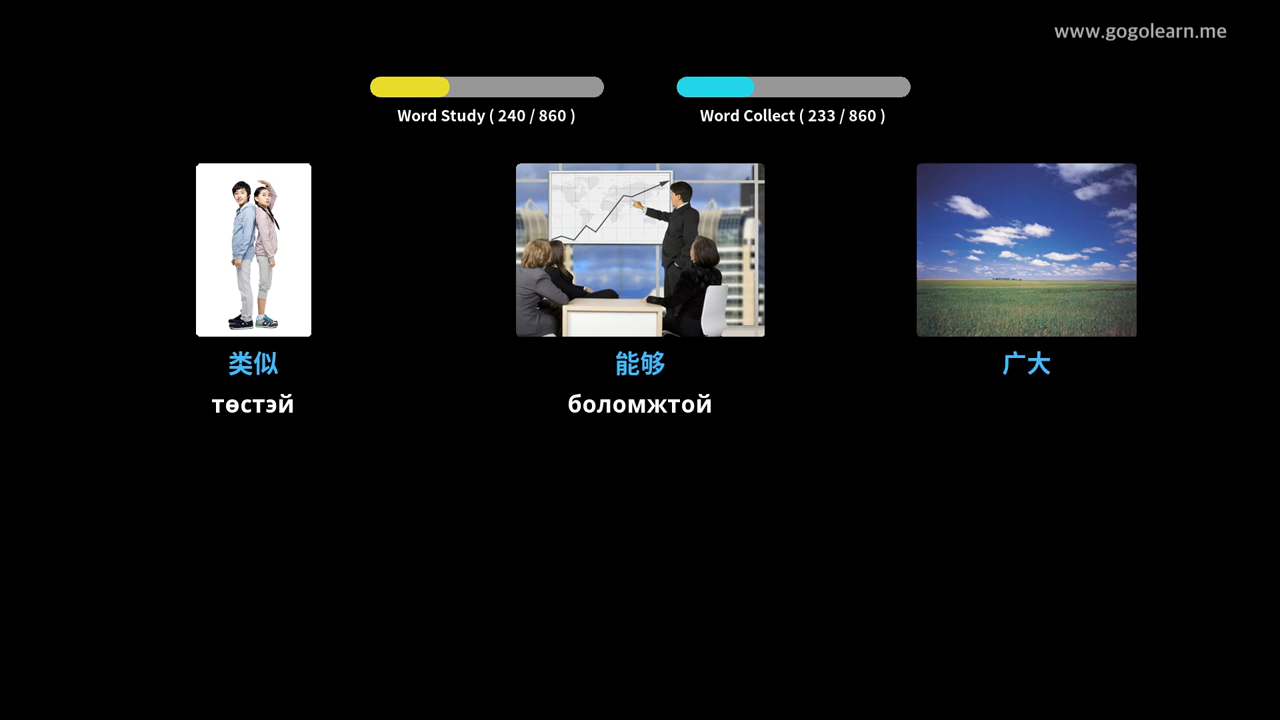 www.gogolearn.me
Word Study ( 240 / 860 )
Word Collect ( 233 / 860 )
类似
能够
广大
төстэй
боломжтой